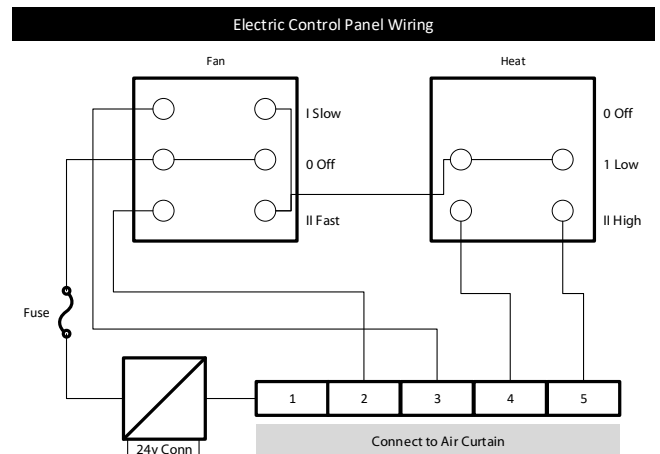 Electric Control Panel Wiring
Fan
Heat
I Slow
0 Off
0 Off
1 Low
II Fast
II High
Fuse
1 2 3 4 5
Connect to Air Curtain
24v Conn